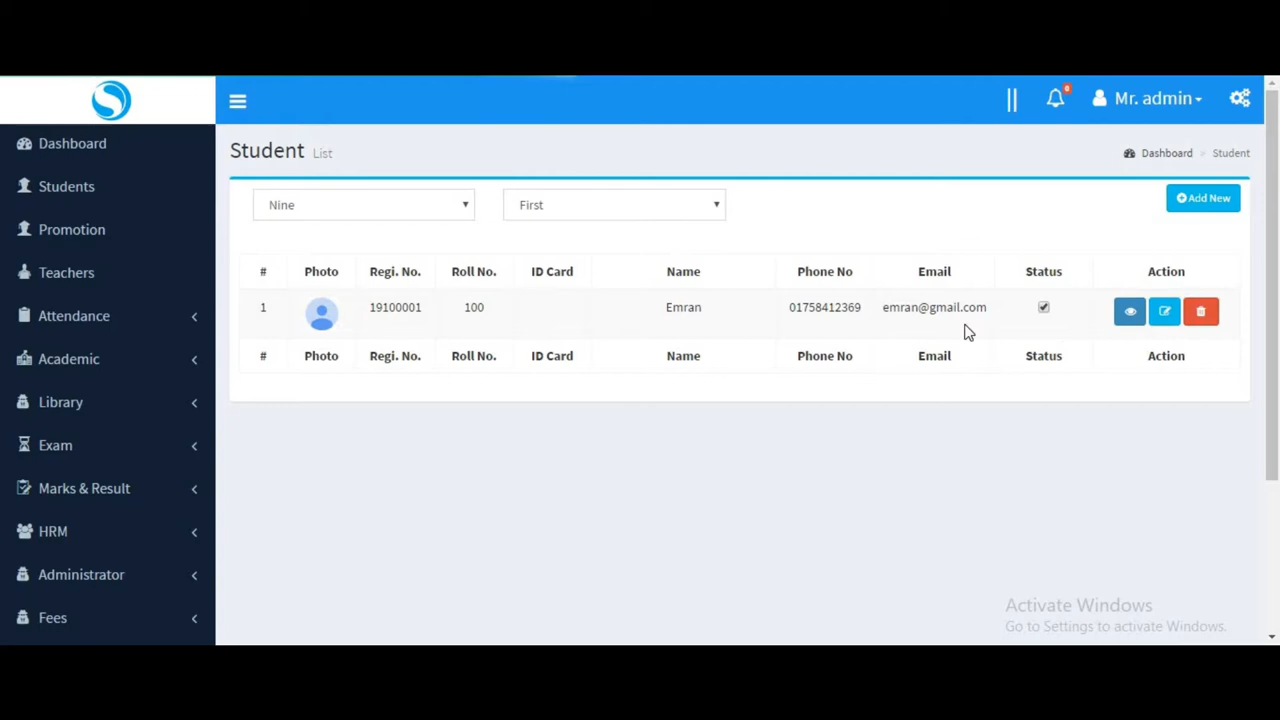 0
Mr. admin
Dashboard
Student List
Dashboard > Student
Students
Nine
First
Add New
Promotion
# Photo Regi. No. Roll No. ID Card Name Phone No Email Status Action
Teachers
1 19100001 100 Emran 01758412369 emran@gmail.com
Attendance
# Photo Regi. No. Roll No. ID Card Name Phone No Email Status Action
Academic
Library
Exam
Marks & Result
HRM
Administrator
Fees
Activate Windows
Go to Settings to activate Windows.